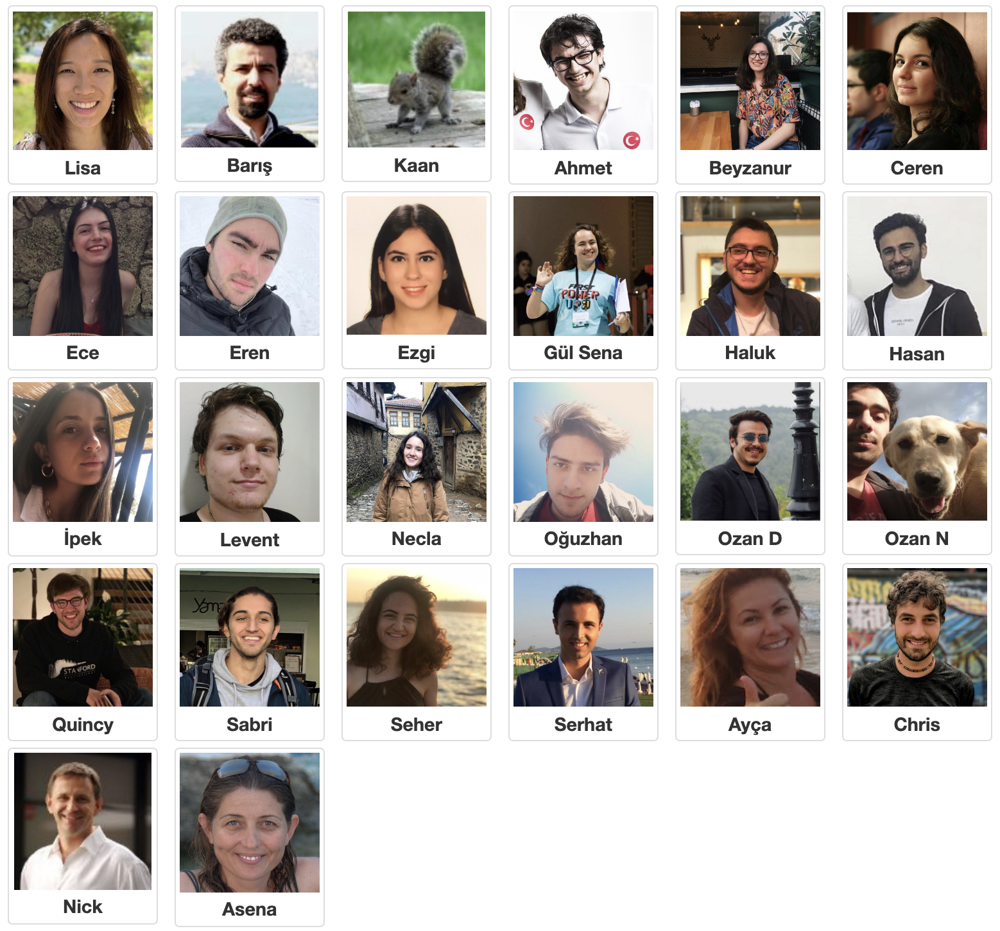 Lisa
Barış
Kaan
Ahmet
Beyzanur
Ceren
Ece
Eren
Ezgi
FIRST
POWER
UP
Gül Sena
Haluk
Hasan
İpek
Levent
Necla
Oğuzhan
Ozan D
Ozan N
STANFORD
Quincy
Sabri
Seher
Serhat
Ayça
Chris
Nick
Asena